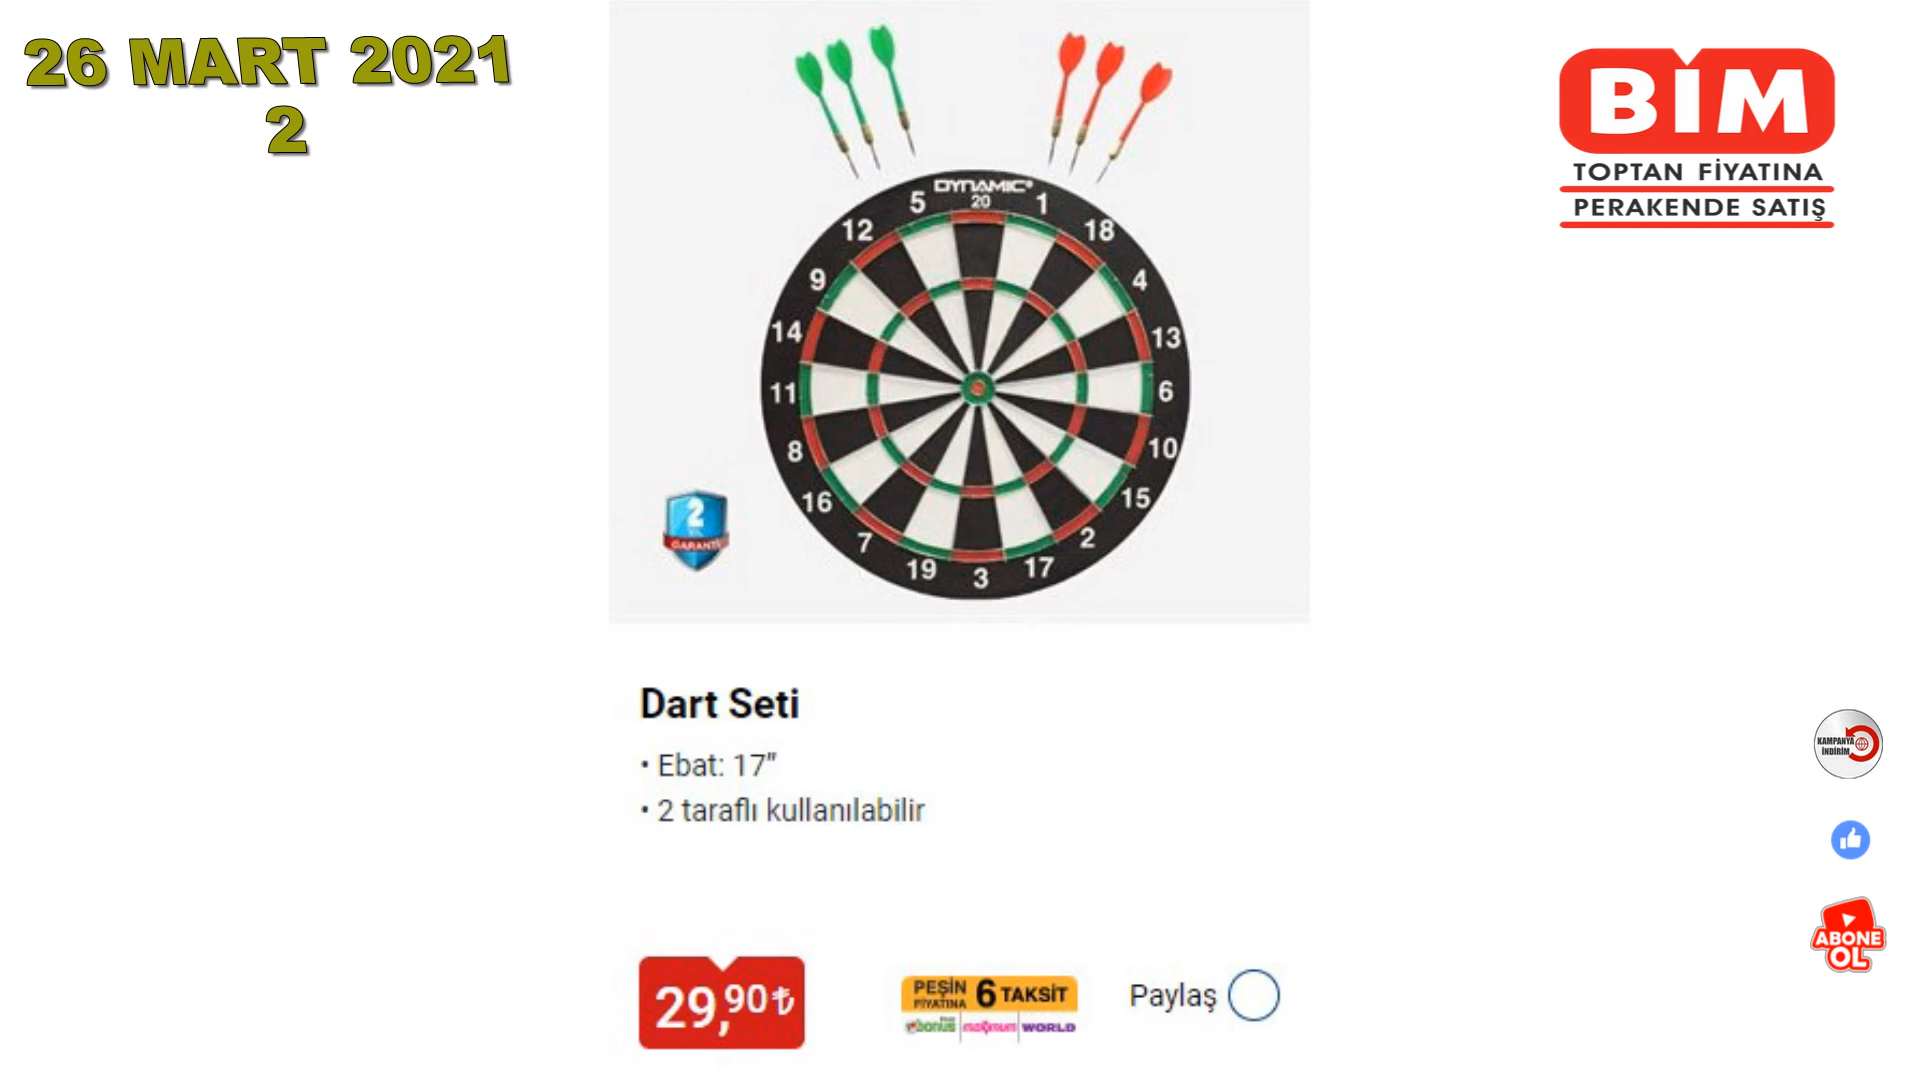 26 MART 2021
2
BİM
TOPTAN FİYATINA
PERAKENDE SATIŞ
DYNAMIC
20
1
18
4
13
6
10
15
2
17
3
19
7
16
8
11
14
9
12
5
2
GARANTİ
Dart Seti
• Ebat: 17"
• 2 taraflı kullanılabilir
29,90₺
PEŞİN FİYATINA 6 TAKSİT
bonus maximum WORLD
Paylaş
KAMPANYA
İNDİRİM
ABONE
OL